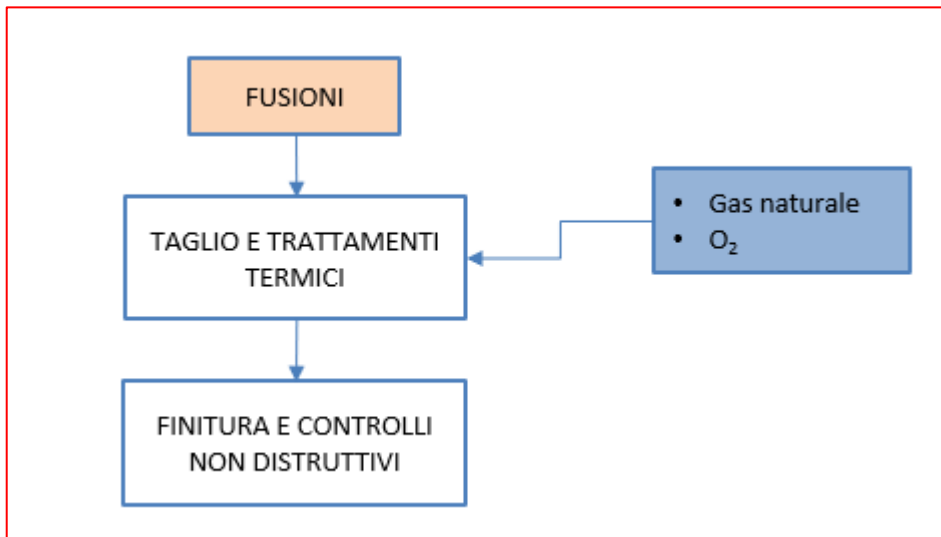 FUSIONI
TAGLIO E TRATTAMENTI
TERMICI
• Gas naturale
• O₂
FINITURA E CONTROLLI
NON DISTRUTTIVI